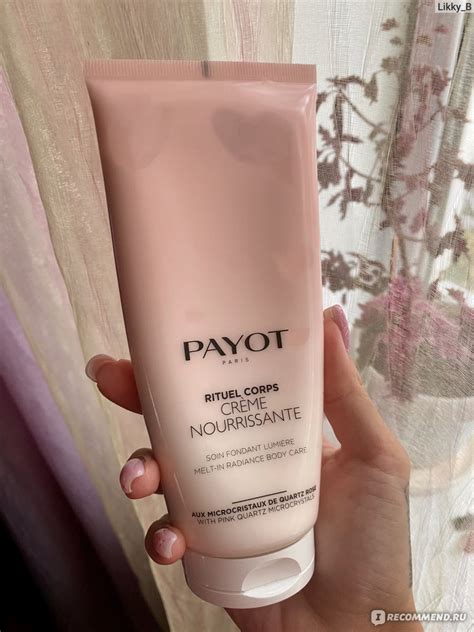 Likky_B
PAYOT
PARIS
RITUEL CORPS
CRÈME
NOURRISSANTE
SOIN FONDANT LUMIÈRE
MELT-IN RADIANCE BODY CARE
AUX MICROCRISTAUX DE QUARTZ ROSE
WITH PINK QUARTZ MICROCRYSTALS
I RECOMMEND.RU